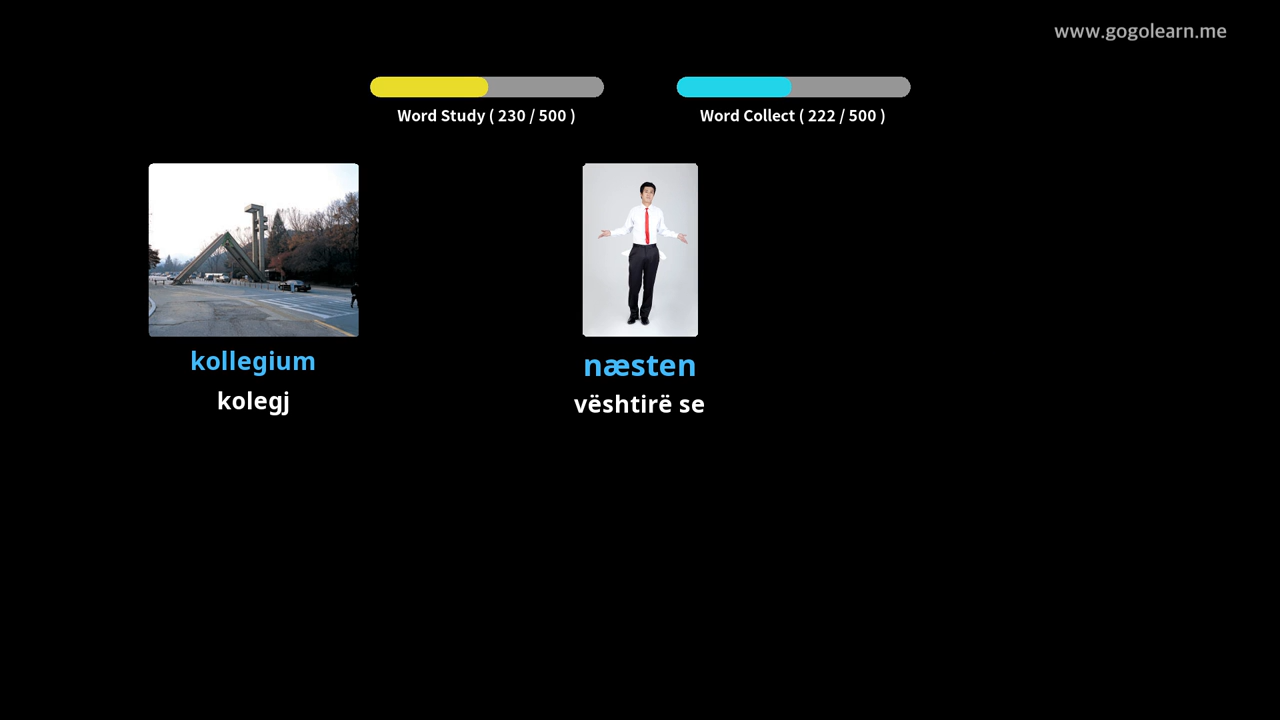 www.gogolearn.me
Word Study ( 230 / 500 )
Word Collect ( 222 / 500 )
kollegium
kolegj
næsten
vështirë se